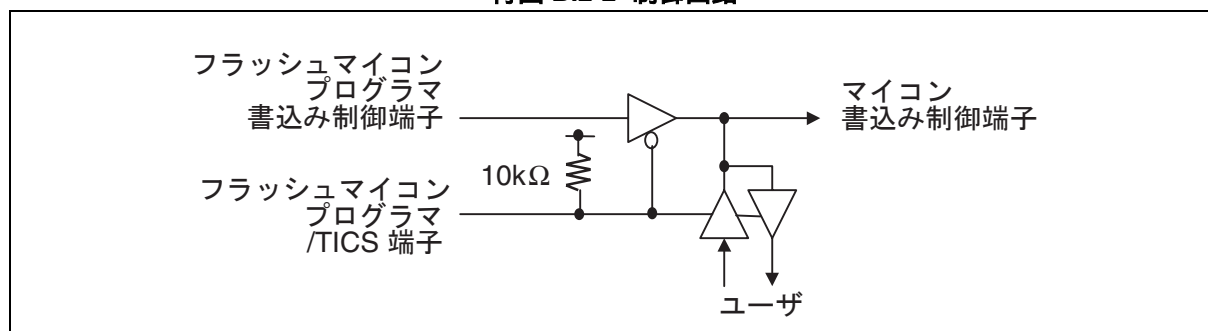 フラッシュマイコン
プログラマ
書込み制御端子
マイコン
書込み制御端子
10kΩ
フラッシュマイコン
プログラマ
/TICS 端子
ユーザ